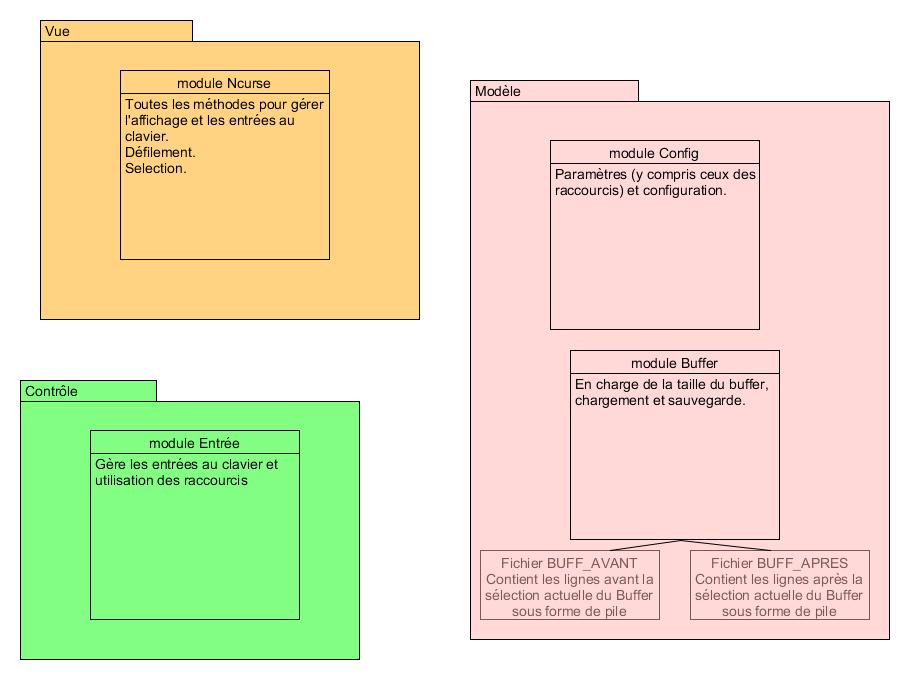 Vue
module Ncurse
Toutes les méthodes pour gérer
l'affichage et les entrées au
clavier.
Défilement.
Selection.
Modèle
module Config
Paramètres (y compris ceux des
raccourcis) et configuration.
module Buffer
En charge de la taille du buffer,
chargement et sauvegarde.
Fichier BUFF_AVANT
Contient les lignes avant la
sélection actuelle du Buffer
sous forme de pile
Fichier BUFF_APRES
Contient les lignes après la
sélection actuelle du Buffer
sous forme de pile
Contrôle
module Entrée
Gère les entrées au clavier et
utilisation des raccourcis